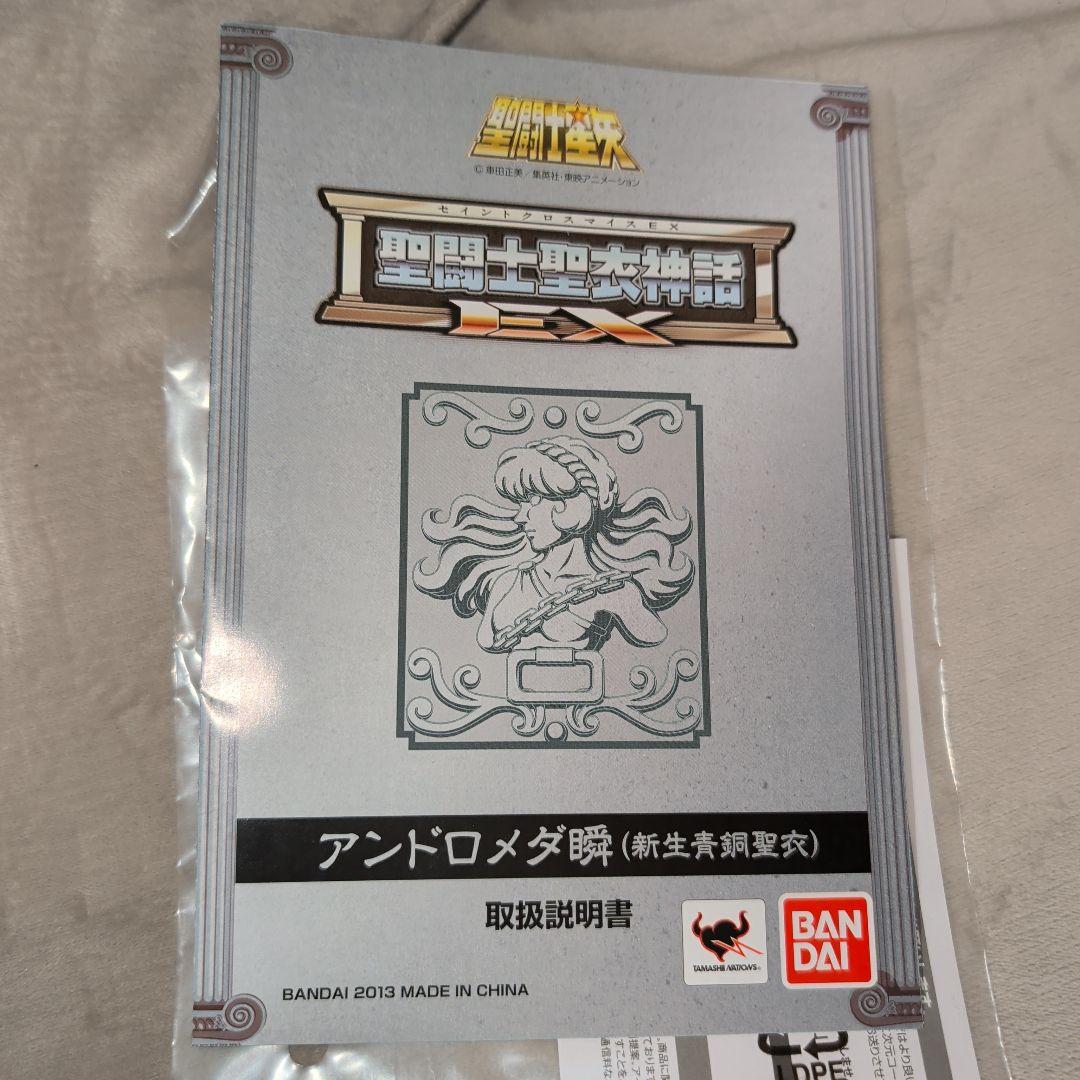 聖闘士星矢
© 車田正美／集英社・東映アニメーション
セイントクロスマイスEX
聖闘士聖衣神話
EX
アンドロメダ瞬(新生青銅聖衣)
取扱説明書
TAMASHII NATIONS
BAN
DAI
BANDAI 2013 MADE IN CHINA
LDPE